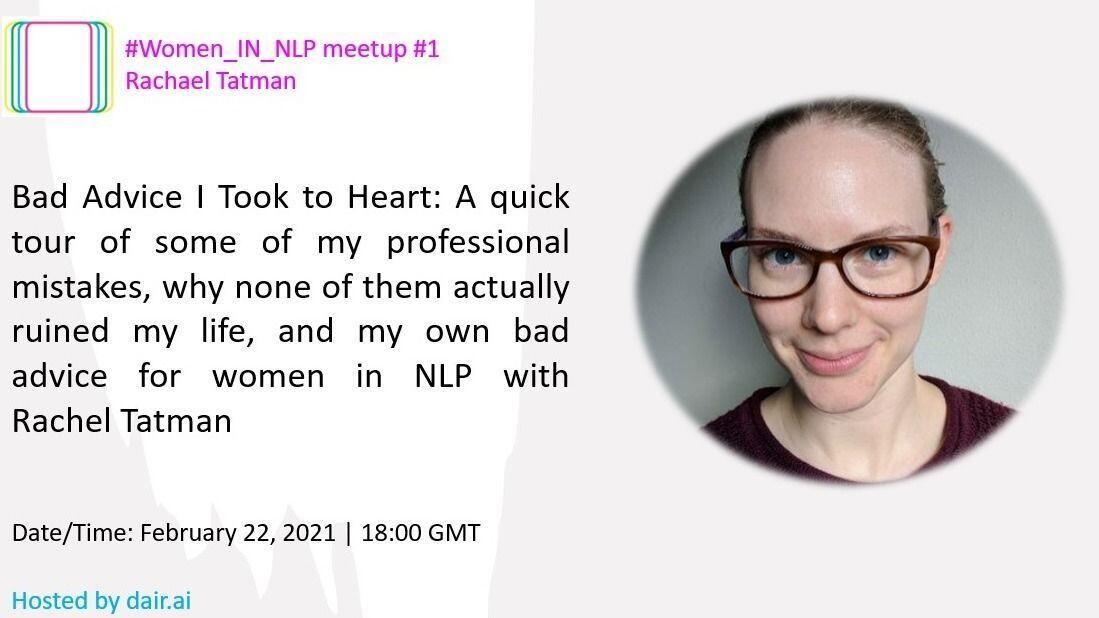 #Women_IN_NLP meetup #1
Rachael Tatman
Bad Advice I Took to Heart: A quick
tour of some of my professional
mistakes, why none of them actually
ruined my life, and my own bad
advice for women in NLP with
Rachel Tatman
Date/Time: February 22, 2021 | 18:00 GMT
Hosted by dair.ai